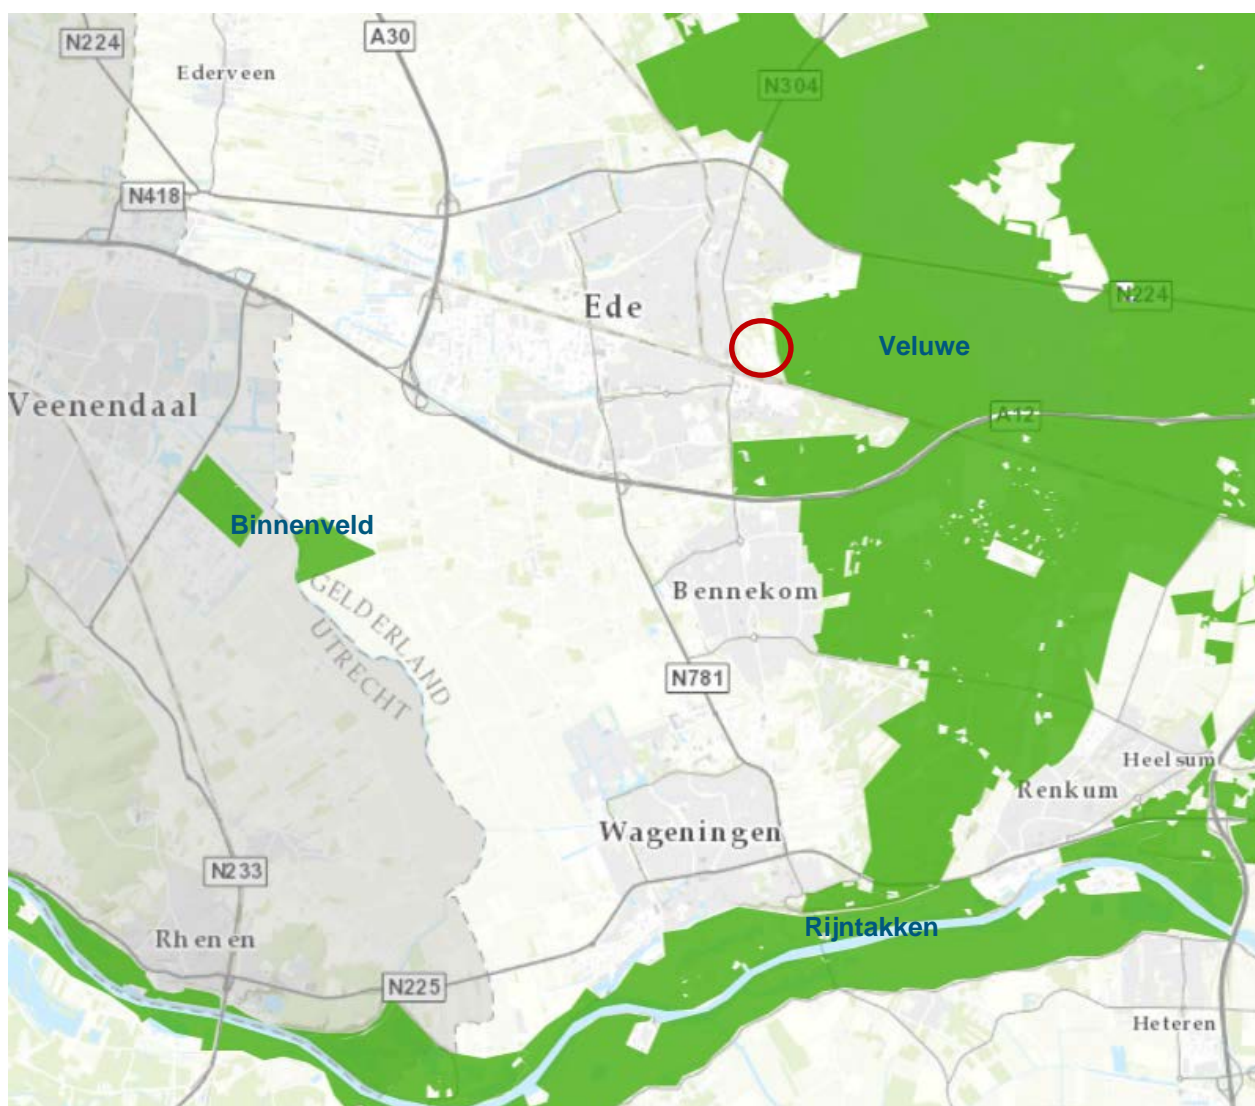 N224
A30
Ederveen
N304
N418
N224
Ede
Veluwe
Veenendaal
A12
Binnenveld
GELDERLAND
UTRECHT
Bennekom
N781
Heelsum
Renkum
Wageningen
N233
Rijntakken
Rhenen
N225
Heteren